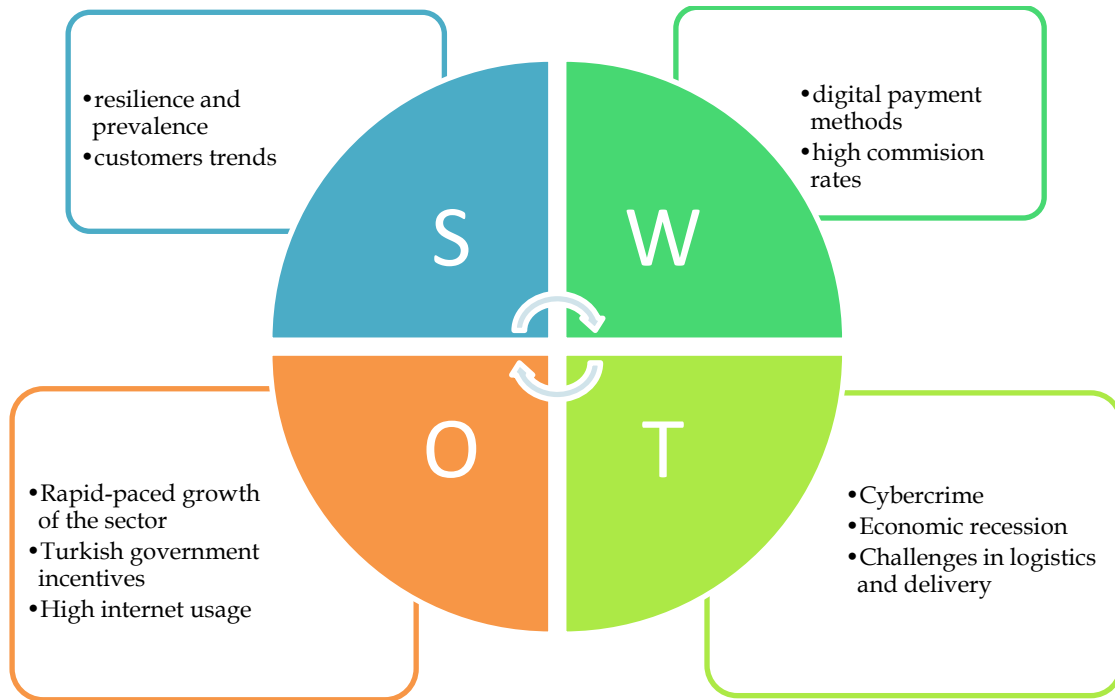 •resilience and
prevalence
•customers trends
S
•digital payment
methods
•high commision
rates
W
•Rapid-paced growth
of the sector
•Turkish government
incentives
•High internet usage
O
•Cybercrime
•Economic recession
•Challenges in logistics
and delivery
T